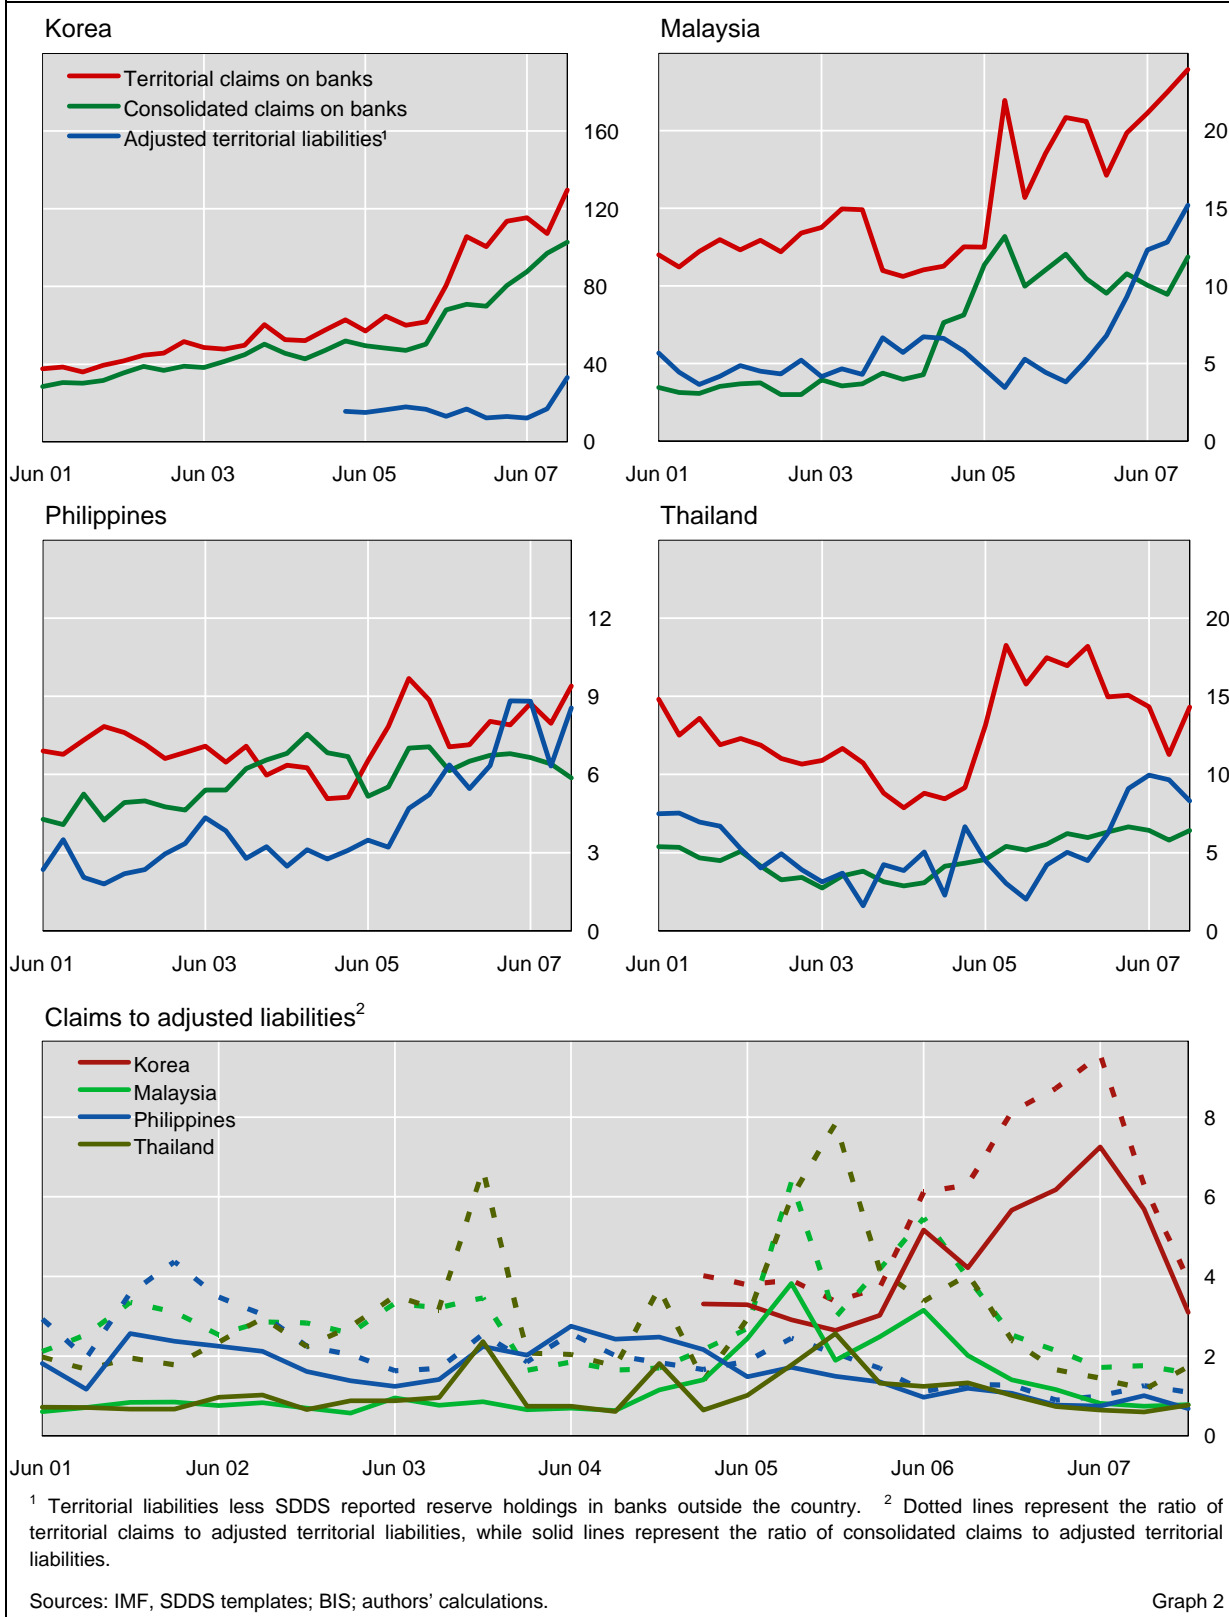 Korea
Malaysia
Territorial claims on banks
Consolidated claims on banks
Adjusted territorial liabilities¹
160
120
80
40
0
20
15
10
5
0
Jun 01 Jun 03 Jun 05 Jun 07
Jun 01 Jun 03 Jun 05 Jun 07
Philippines
Thailand
12
9
6
3
0
20
15
10
5
0
Jun 01 Jun 03 Jun 05 Jun 07
Jun 01 Jun 03 Jun 05 Jun 07
Claims to adjusted liabilities²
Korea
Malaysia
Philippines
Thailand
8
6
4
2
0
Jun 01 Jun 02 Jun 03 Jun 04 Jun 05 Jun 06 Jun 07
¹ Territorial liabilities less SDDS reported reserve holdings in banks outside the country. ² Dotted lines represent the ratio of
territorial claims to adjusted territorial liabilities, while solid lines represent the ratio of consolidated claims to adjusted territorial
liabilities.
Sources: IMF, SDDS templates; BIS; authors' calculations.
Graph 2